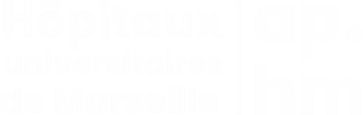 Hôpitaux
Universitaires
de Marseille
ap.
hm